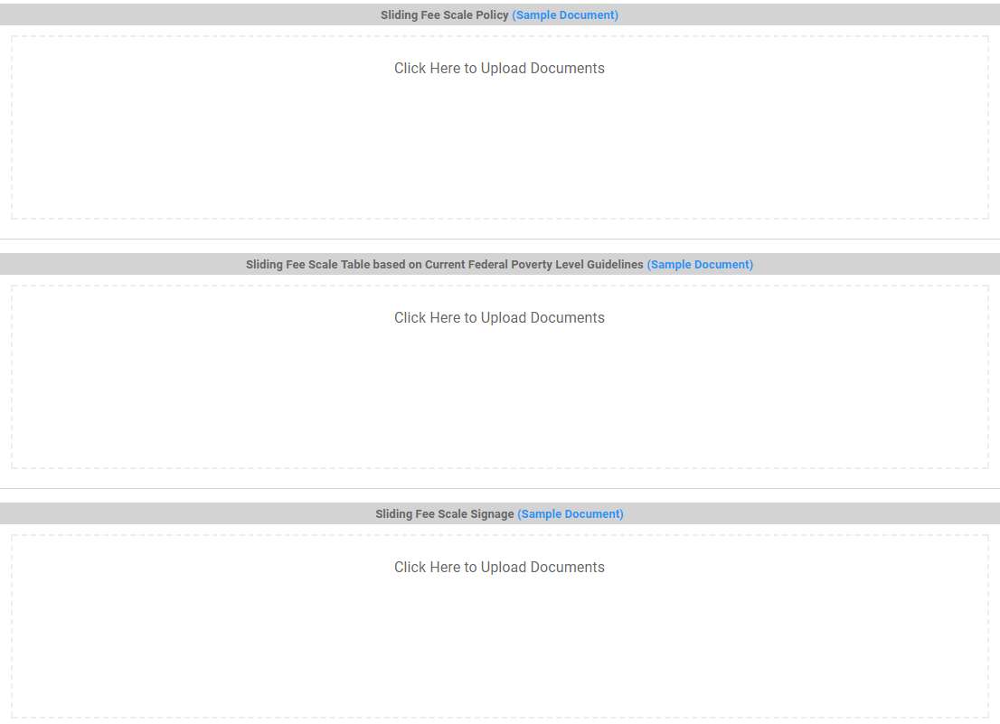 Sliding Fee Scale Policy (Sample Document)
Click Here to Upload Documents
Sliding Fee Scale Table based on Current Federal Poverty Level Guidelines (Sample Document)
Click Here to Upload Documents
Sliding Fee Scale Signage (Sample Document)
Click Here to Upload Documents